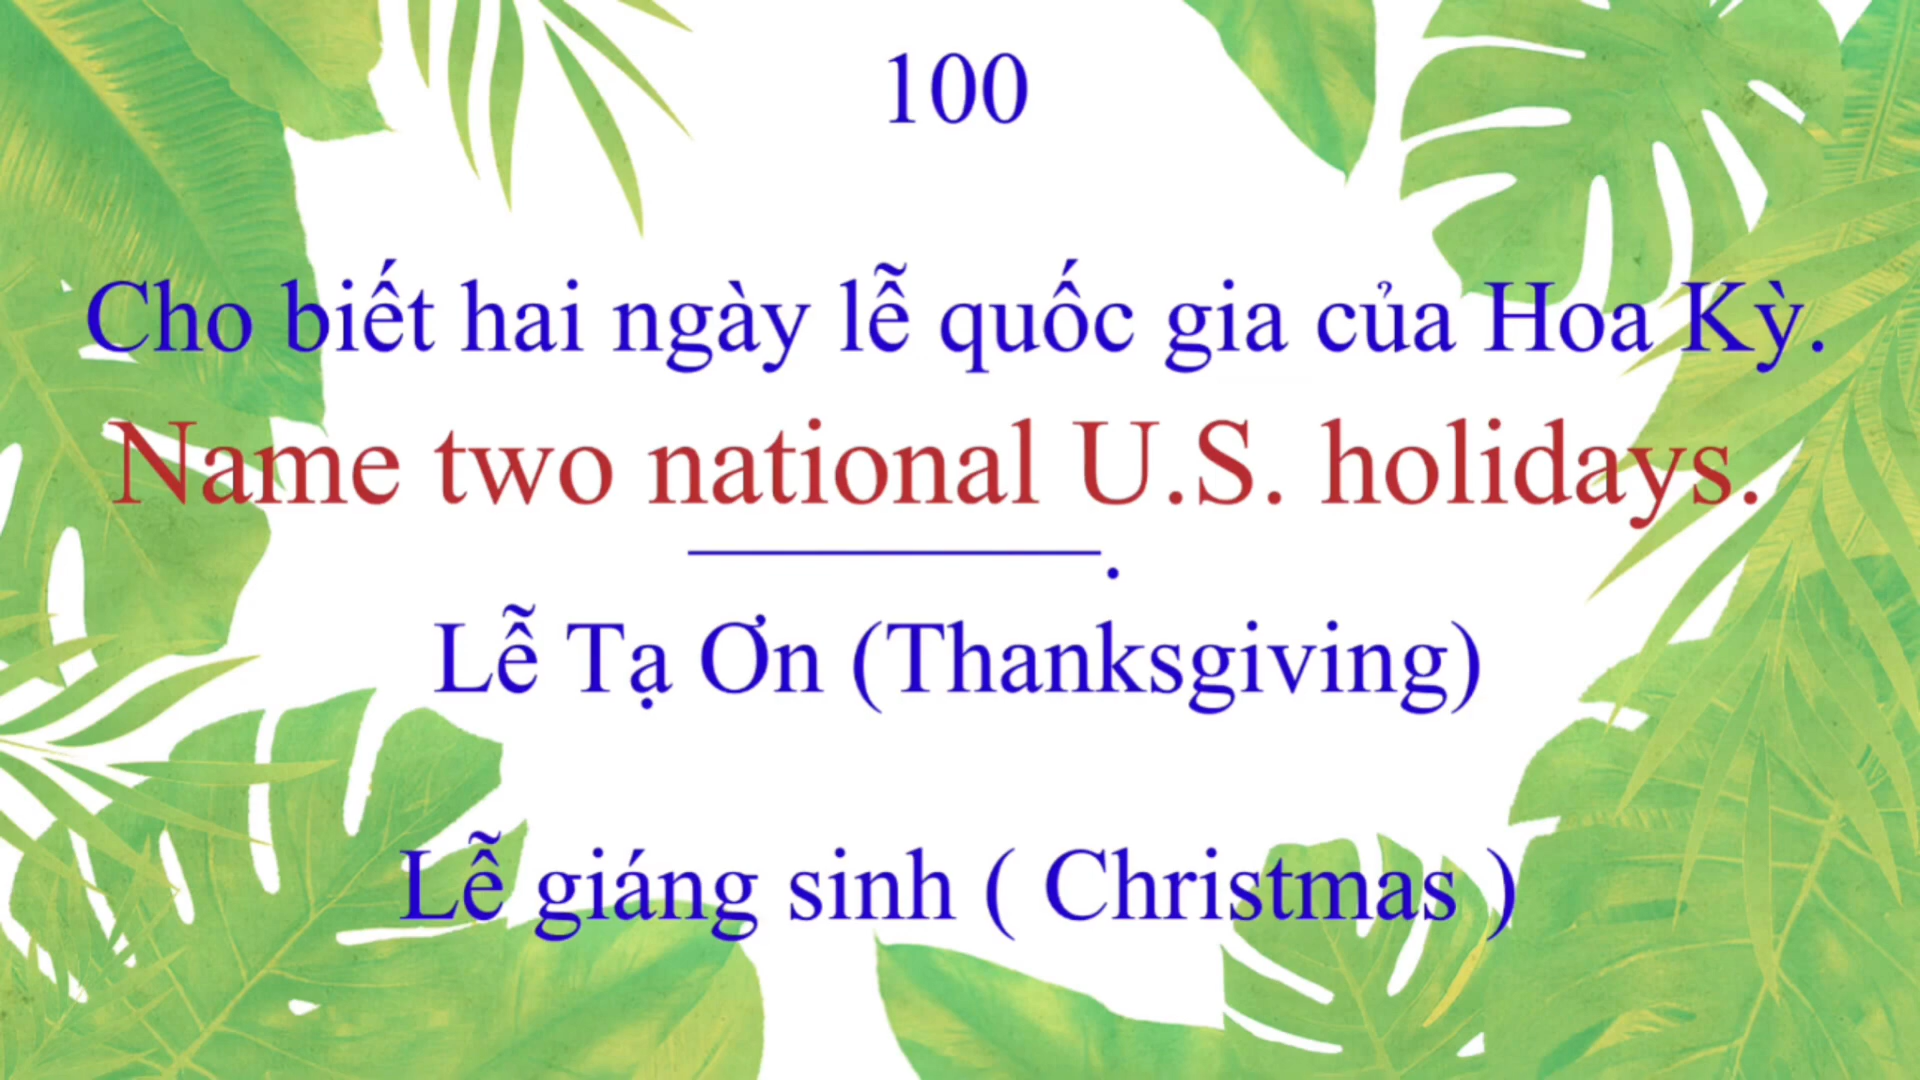 100
Cho biết hai ngày lễ quốc gia của Hoa Kỳ.
Name two national U.S. holidays.
__________.
Lễ Tạ Ơn (Thanksgiving)
Lễ giáng sinh ( Christmas )